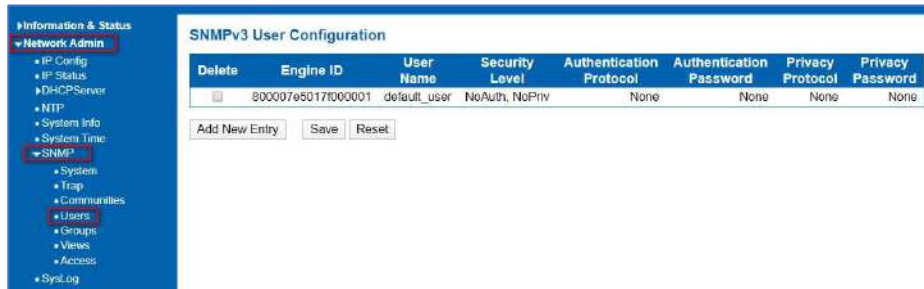 Information & Status
Network Admin
IP Config
IP Status
DHCPServer
NTP
System Info
System Time
SNMP
System
Trap
Communities
Users
Groups
Views
Access
SysLog
SNMPv3 User Configuration
Delete Engine ID User Name Security Level Authentication Protocol Authentication Password Privacy Protocol Privacy Password
800007e5017f000001 default_user NoAuth, NoPriv None None None None
Add New Entry Save Reset